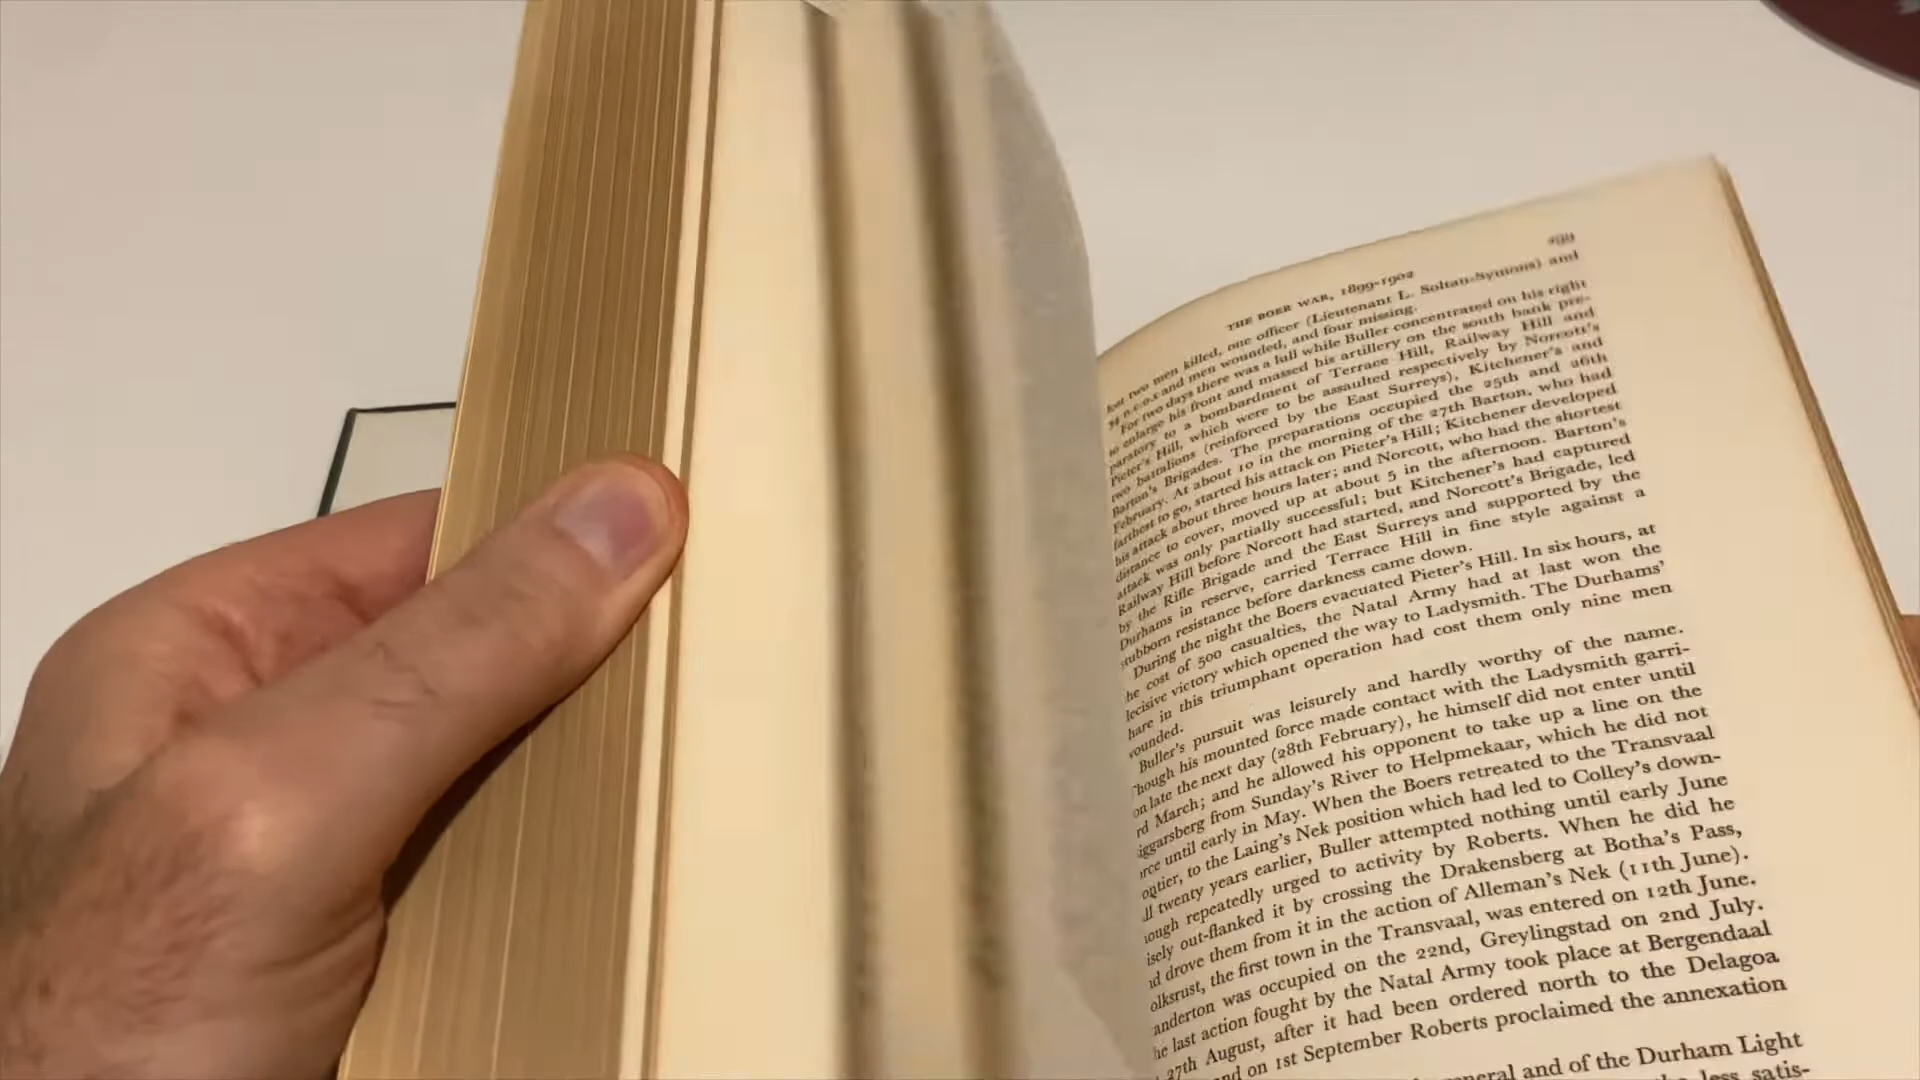 THE BOER WAR, 1899-1902
lost two men killed, one officer (Lieutenant L. Soltan-Symons) and
34 n.c.o.s and men wounded, and four missing.
For two days there was a lull while Buller concentrated on his right
to enlarge his front and massed his artillery on the south bank pre-
paratory to a bombardment of Terrace Hill, Railway Hill and
Pieter's Hill, which were to be assaulted respectively by Norcott's
two battalions (reinforced by the East Surreys), Kitchener's and
Barton's Brigades. The preparations occupied the 25th and 26th
February. At about 10 in the morning of the 27th Barton, who had
farthest to go, started his attack on Pieter's Hill; Kitchener developed
his attack about three hours later; and Norcott, who had the shortest
distance to cover, moved up at about 5 in the afternoon. Barton's
attack was only partially successful; but Kitchener's had captured
Railway Hill before Norcott had started, and Norcott's Brigade, led
by the Rifle Brigade and the East Surreys and supported by the
Durhams in reserve, carried Terrace Hill in fine style against a
stubborn resistance before darkness came down.
During the night the Boers evacuated Pieter's Hill. In six hours, at
he cost of 500 casualties, the Natal Army had at last won the
lecisive victory which opened the way to Ladysmith. The Durhams'
hare in this triumphant operation had cost them only nine men
vounded.
Buller's pursuit was leisurely and hardly worthy of the name.
'hough his mounted force made contact with the Ladysmith garri-
on late the next day (28th February), he himself did not enter until
rd March; and he allowed his opponent to take up a line on the
iggarsberg from Sunday's River to Helpmekaar, which he did not
rce until early in May. When the Boers retreated to the Transvaal
ontier, to the Laing's Nek position which had led to Colley's down-
ll twenty years earlier, Buller attempted nothing until early June
ough repeatedly urged to activity by Roberts. When he did he
isely out-flanked it by crossing the Drakensberg at Botha's Pass,
d drove them from it in the action of Alleman's Nek (11th June).
olksrust, the first town in the Transvaal, was entered on 12th June.
anderton was occupied on the 22nd, Greylingstad on 2nd July.
he last action fought by the Natal Army took place at Bergendaal
27th August, after it had been ordered north to the Delagoa
nd on 1st September Roberts proclaimed the annexation
neral and of the Durham Light
less satis-